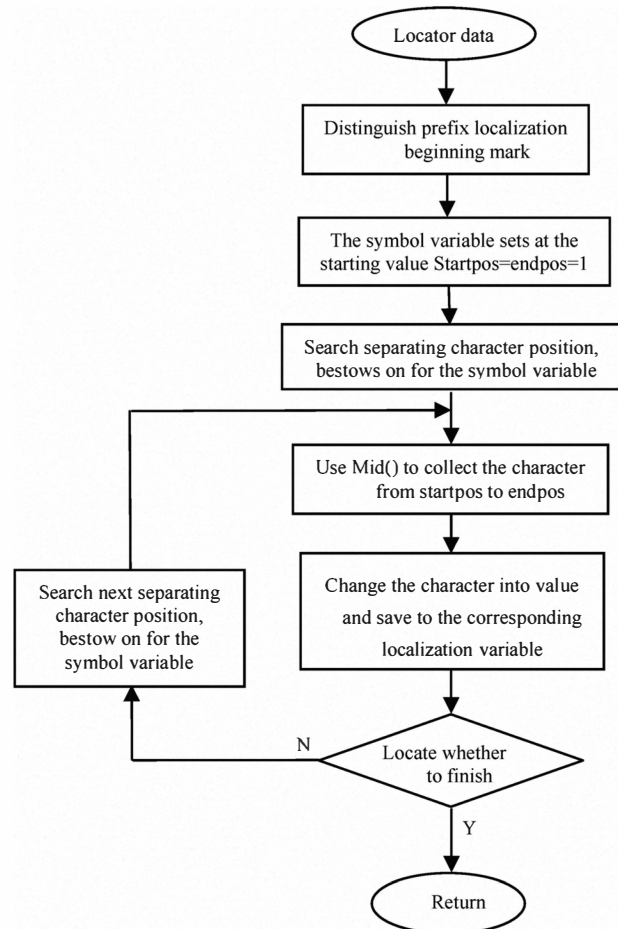 Locator data
Distinguish prefix localization
beginning mark
The symbol variable sets at the
starting value Startpos=endpos=1
Search separating character position,
bestows on for the symbol variable
Use Mid() to collect the character
from startpos to endpos
Change the character into value
and save to the corresponding
localization variable
Search next separating
character position,
bestow on for the
symbol variable
N
Locate whether
to finish
Y
Return